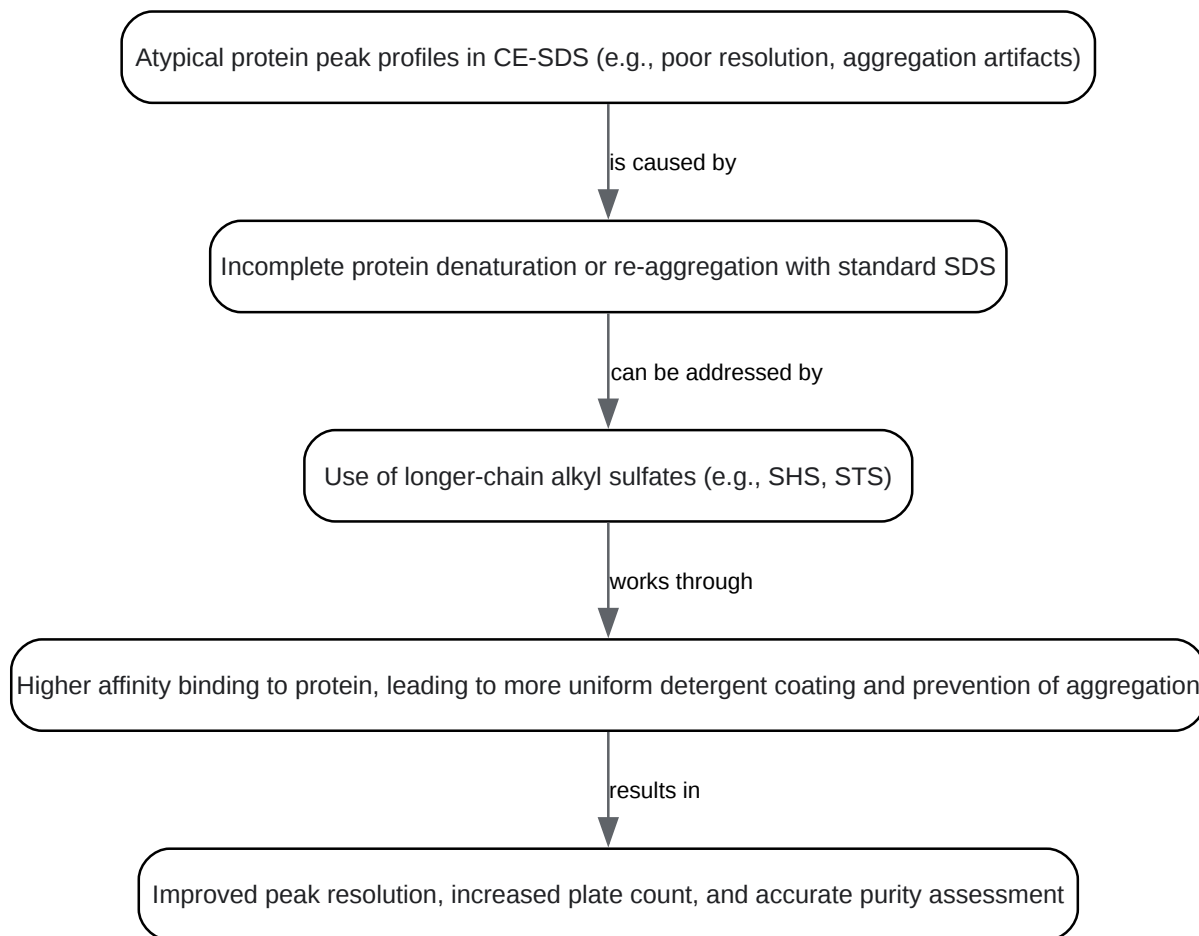 Atypical protein peak profiles in CE-SDS (e.g., poor resolution, aggregation artifacts)
is caused by
Incomplete protein denaturation or re-aggregation with standard SDS
can be addressed by
Use of longer-chain alkyl sulfates (e.g., SHS, STS)
works through
Higher affinity binding to protein, leading to more uniform detergent coating and prevention of aggregation
results in
Improved peak resolution, increased plate count, and accurate purity assessment